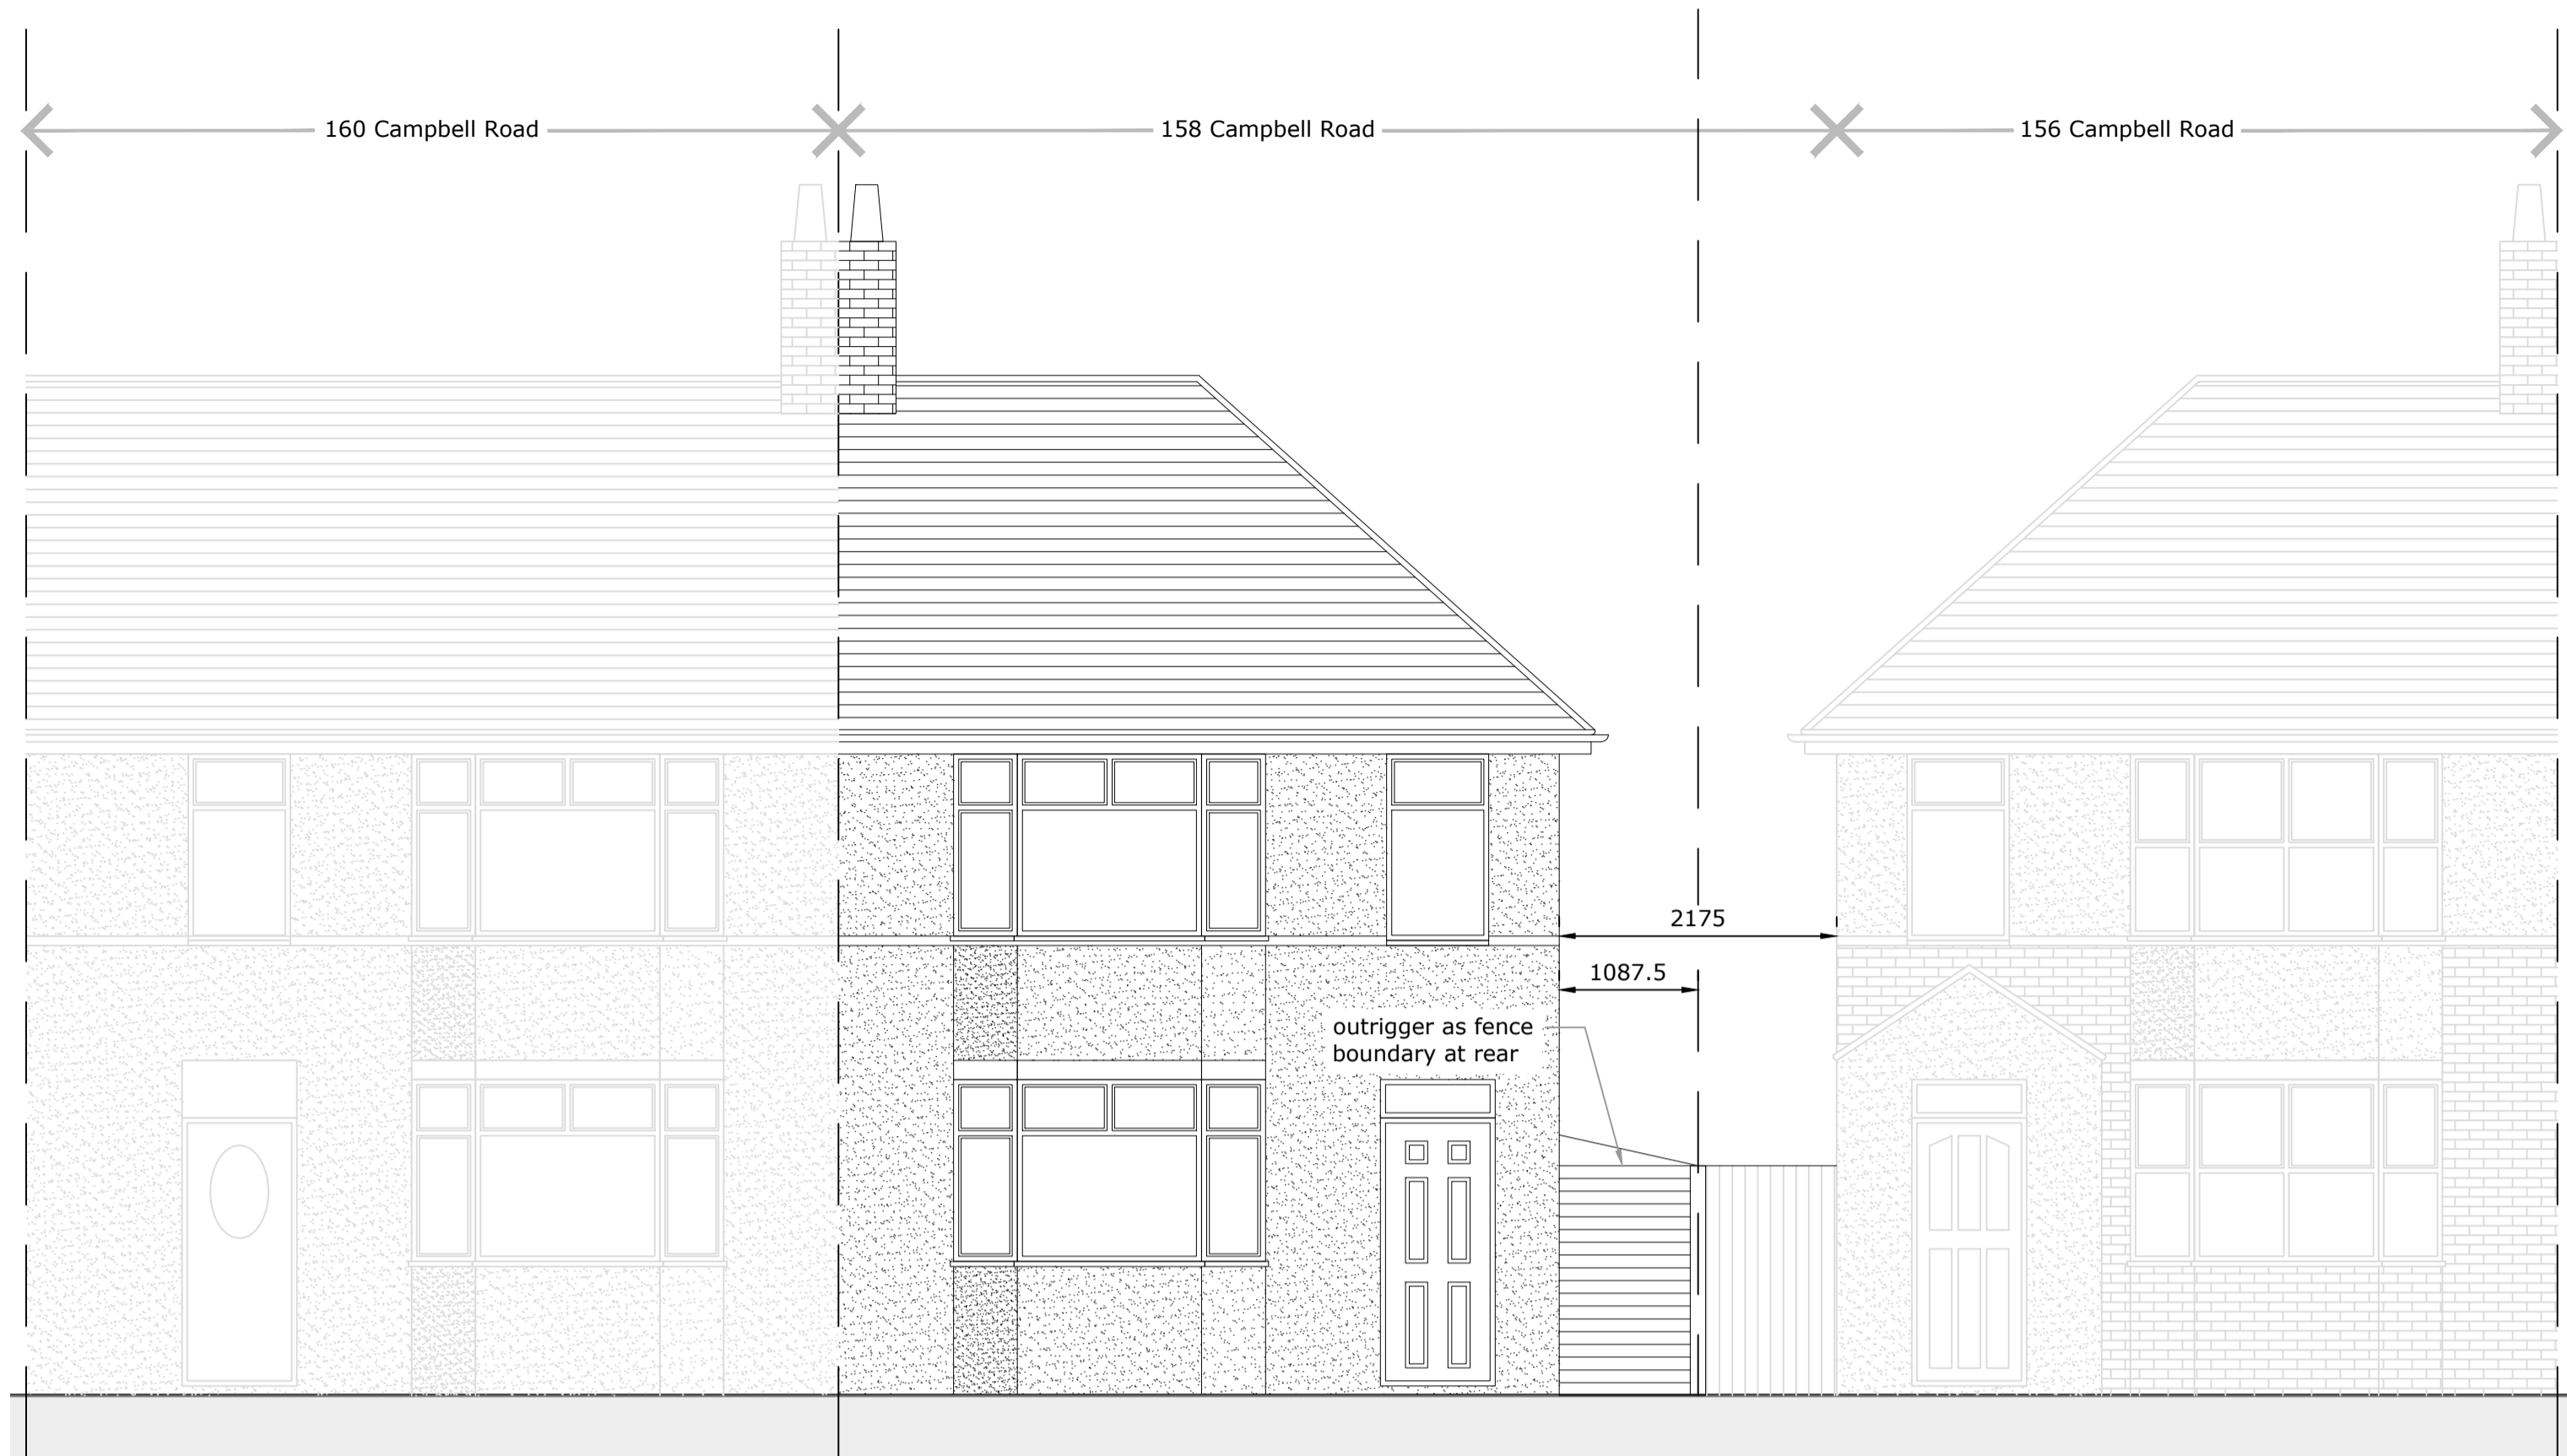 160 Campbell Road
158 Campbell Road
156 Campbell Road
2175
1087.5
outrigger as fence
boundary at rear